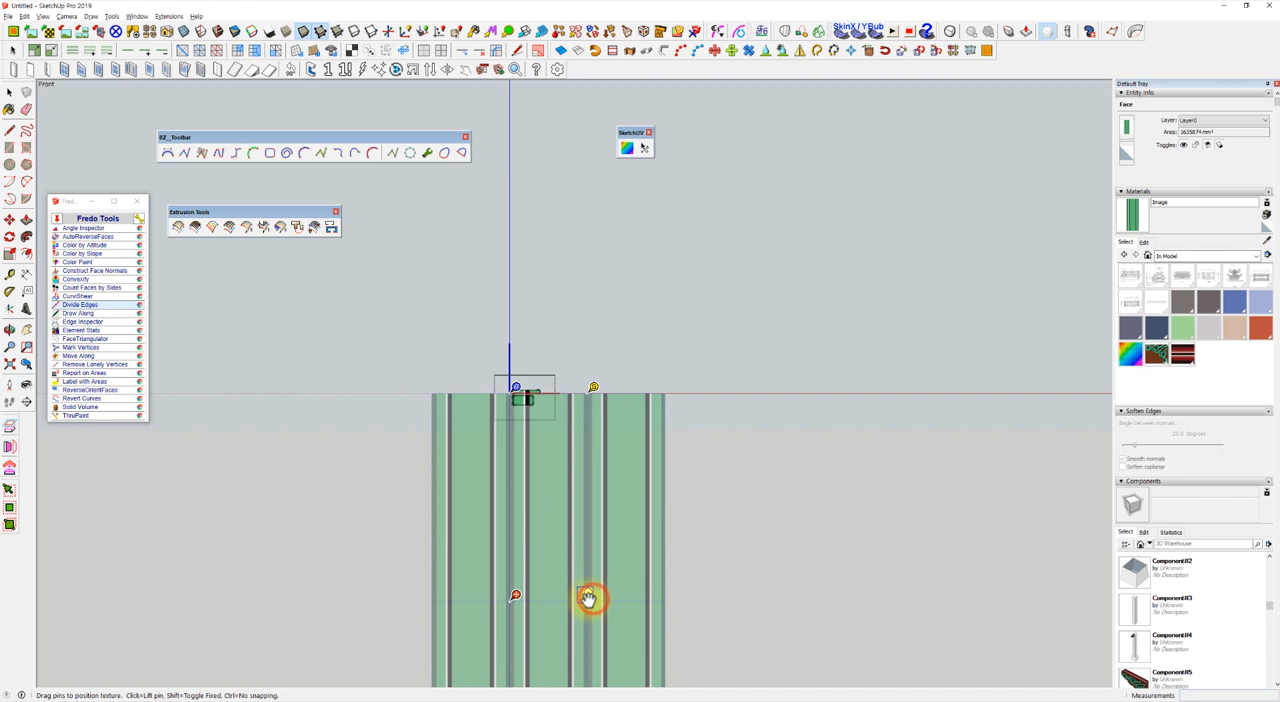 Untitled - SketchUp Pro 2019
File Edit View Camera Draw Tools Window Extensions Help
SkinX/YBub
Front
BZ_Toolbar
SketchUV
Extrusion Tools
Fred...
Fredo Tools
Angle Inspector
AutoReverseFaces
Color by Altitude
Color by Slope
Color Paint
Construct Face Normals
Convexify
Count Faces by Sides
CurviShear
Divide Edges
Draw Along
Edge Inspector
Element Stats
FaceTriangulator
Mark Vertices
Move Along
Remove Lonely Vertices
Report on Areas
Label with Areas
ReverseOrientFaces
Revert Curves
Solid Volume
ThruPaint
Default Tray
Entity Info
Face
Layer: Layer0
Area: 1635874 mm²
Toggles:
Materials
Image
Select Edit
In Model
Soften Edges
Angle between normals:
20.0 degrees
Smooth normals
Soften coplanar
Components
Select Edit Statistics
3D Warehouse
Component#2
by Unknown
No Description
Component#3
by Unknown
No Description
Component#4
by Unknown
No Description
Component#5
by Unknown
No Description
Drag pins to position texture. Click=Lift pin, Shift=Toggle Fixed, Ctrl=No snapping.
Measurements